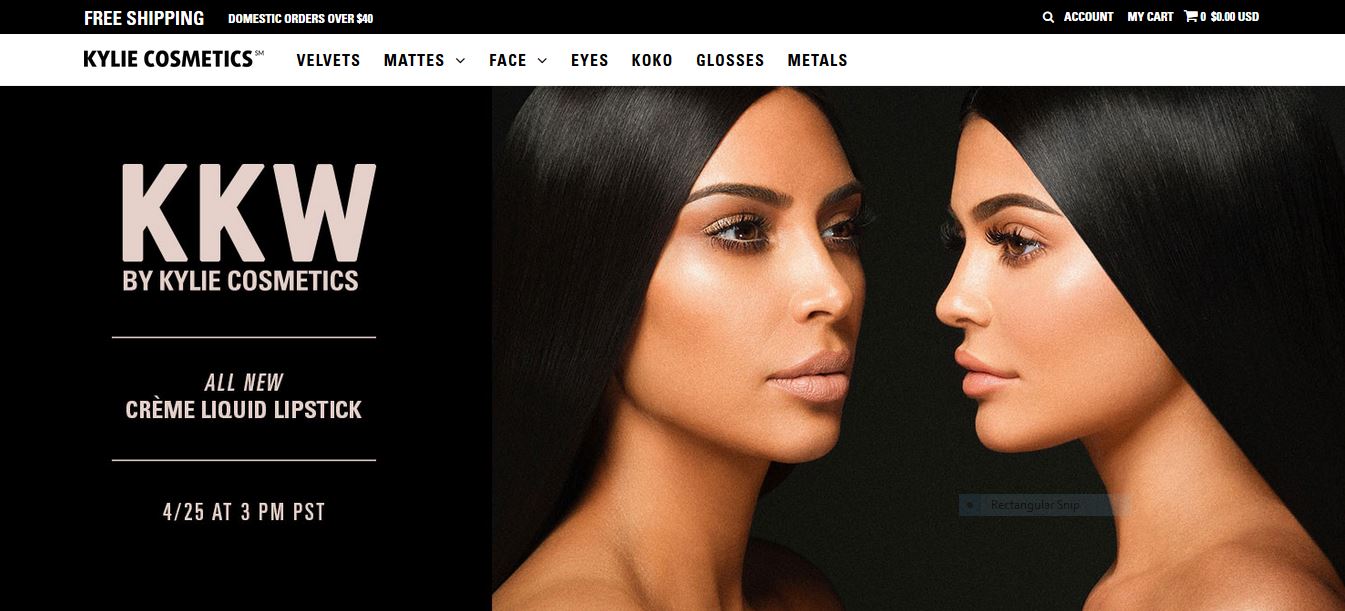 FREE SHIPPING DOMESTIC ORDERS OVER $40 ACCOUNT MY CART 0 $0.00 USD
KYLIE COSMETICS℠ VELVETS MATTES FACE EYES KOKO GLOSSES METALS
KKW
BY KYLIE COSMETICS
ALL NEW
CRÈME LIQUID LIPSTICK
4/25 AT 3 PM PST
Rectangular Snip